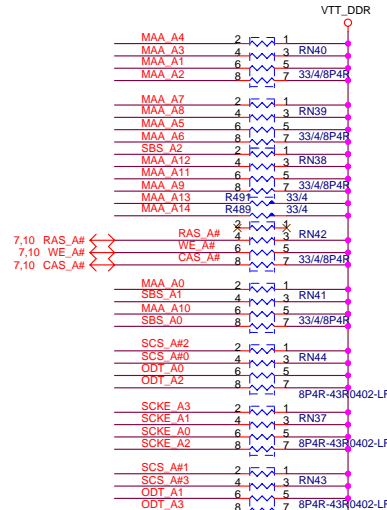 VTT_DDR
MAA_A4 2 1
MAA_A3 4 3 RN40
MAA_A1 6 5
MAA_A2 8 7 33/4/8P4R
MAA_A7 2 1
MAA_A8 4 3 RN39
MAA_A5 6 5
MAA_A6 8 7 33/4/8P4R
SBS_A2 2 1
MAA_A12 4 3 RN38
MAA_A11 6 5
MAA_A9 8 7 33/4/8P4R
MAA_A13 R491 33/4
MAA_A14 R489 33/4
2 1
7,10 RAS_A# RAS_A# 4 3 RN42
7,10 WE_A# WE_A# 6 5
7,10 CAS_A# CAS_A# 8 7 33/4/8P4R
MAA_A0 2 1
SBS_A1 4 3 RN41
MAA_A10 6 5
SBS_A0 8 7 33/4/8P4R
SCS_A#2 2 1
SCS_A#0 4 3 RN44
ODT_A0 6 5
ODT_A2 8 7
8P4R-43R0402-LF
SCKE_A3 2 1
SCKE_A1 4 3 RN37
SCKE_A0 6 5
SCKE_A2 8 7 8P4R-43R0402-LF
SCS_A#1 2 1
SCS_A#3 4 3 RN43
ODT_A1 6 5
ODT_A3 8 7 8P4R-43R0402-LF